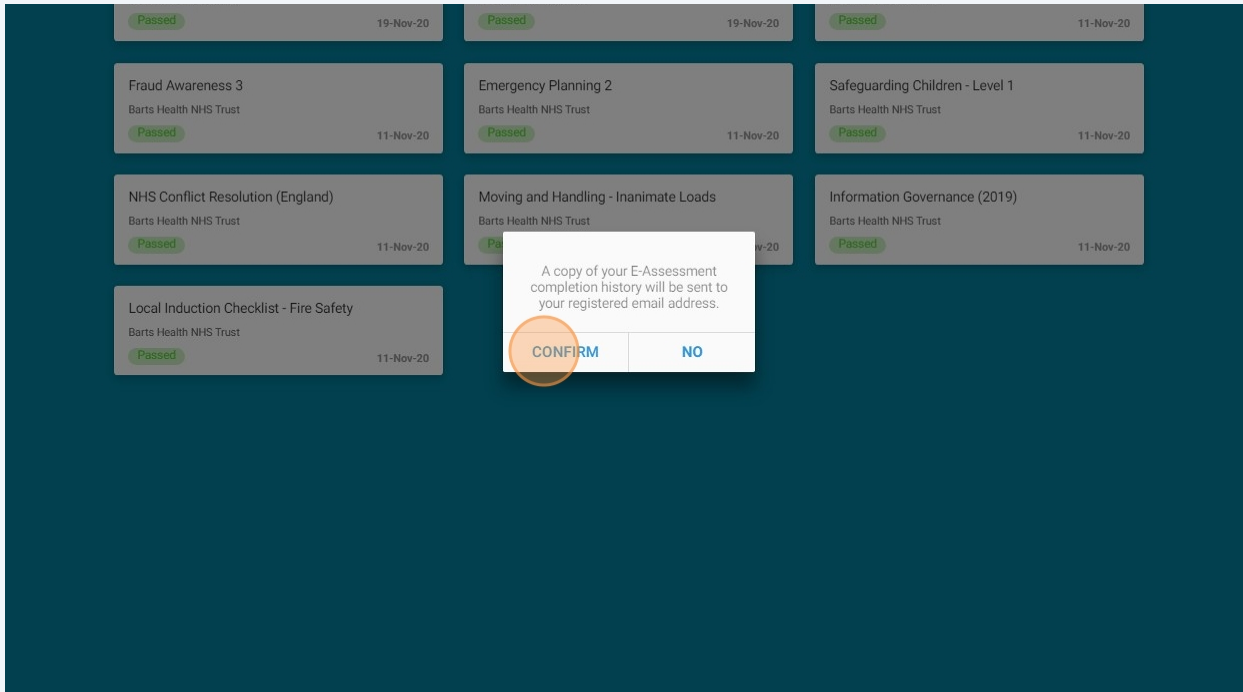 Passed 19-Nov-20
Passed 19-Nov-20
Passed 11-Nov-20
Fraud Awareness 3
Barts Health NHS Trust
Passed 11-Nov-20
Emergency Planning 2
Barts Health NHS Trust
Passed 11-Nov-20
Safeguarding Children - Level 1
Barts Health NHS Trust
Passed 11-Nov-20
NHS Conflict Resolution (England)
Barts Health NHS Trust
Passed 11-Nov-20
Moving and Handling - Inanimate Loads
Barts Health NHS Trust
Pa v-20
Information Governance (2019)
Barts Health NHS Trust
Passed 11-Nov-20
Local Induction Checklist - Fire Safety
Barts Health NHS Trust
Passed 11-Nov-20
A copy of your E-Assessment
completion history will be sent to
your registered email address.
CONFIRM NO